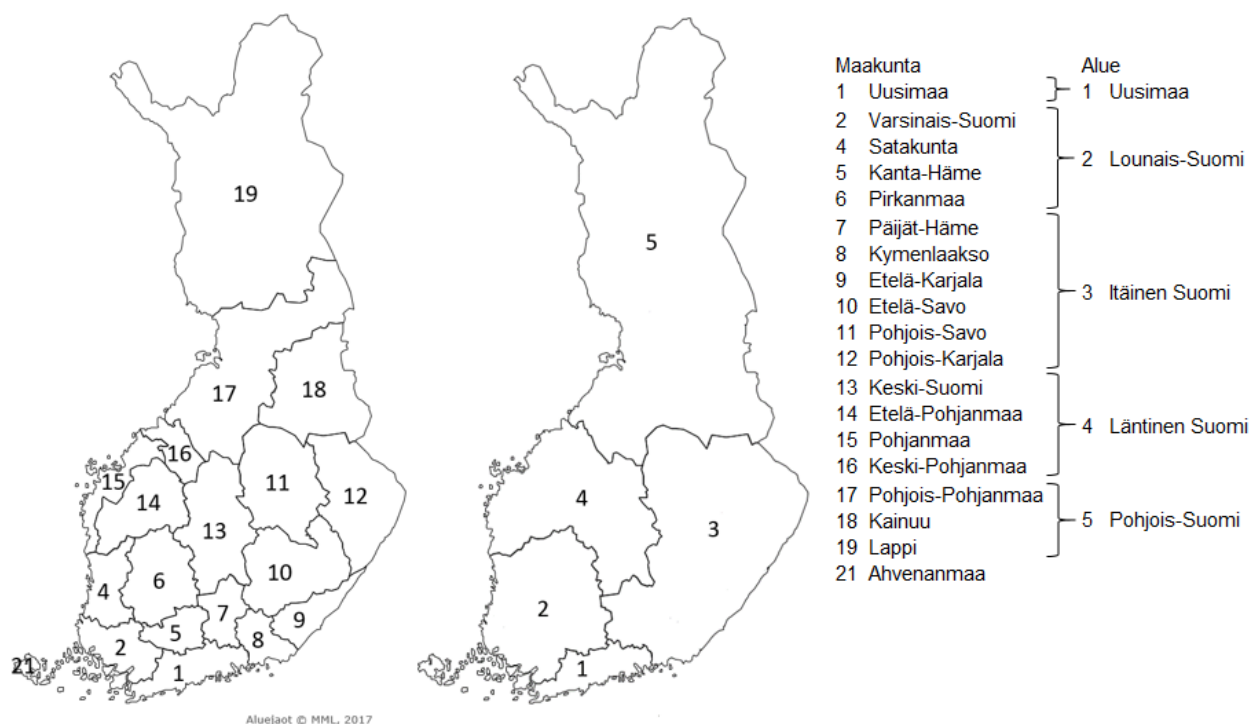 19
17
18
16
15
14
11
12
13
10
6
4
7
9
5
8
2
21
1
Aluejaot © MML, 2017
5
4
3
2
1
Maakunta Alue
1 Uusimaa 1 Uusimaa
2 Varsinais-Suomi
4 Satakunta
2 Lounais-Suomi
5 Kanta-Häme
6 Pirkanmaa
7 Päijät-Häme
8 Kymenlaakso
9 Etelä-Karjala
3 Itäinen Suomi
10 Etelä-Savo
11 Pohjois-Savo
12 Pohjois-Karjala
13 Keski-Suomi
14 Etelä-Pohjanmaa
4 Läntinen Suomi
15 Pohjanmaa
16 Keski-Pohjanmaa
17 Pohjois-Pohjanmaa
18 Kainuu 5 Pohjois-Suomi
19 Lappi
21 Ahvenanmaa